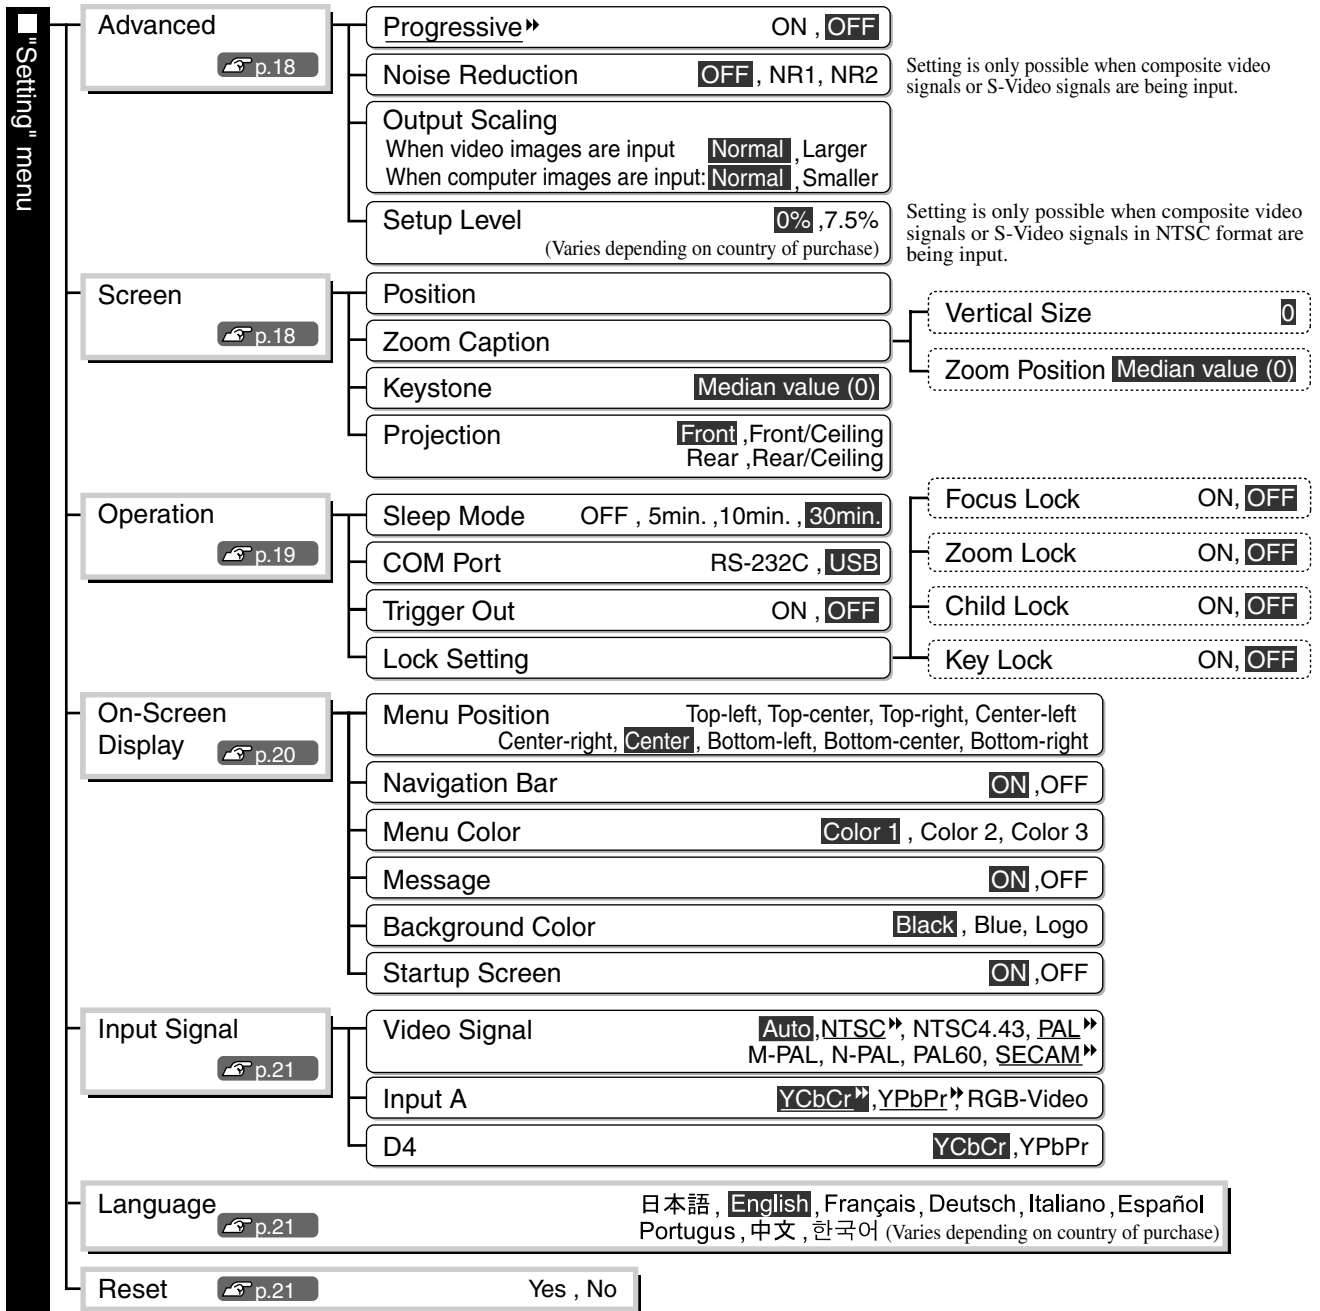 ■ "Setting" menu
Advanced
p.18
Progressive
ON , OFF
Noise Reduction
OFF , NR1, NR2
Setting is only possible when composite video
signals or S-Video signals are being input.
Output Scaling
When video images are input Normal , Larger
When computer images are input: Normal , Smaller
Setup Level
0% ,7.5%
(Varies depending on country of purchase)
Setting is only possible when composite video
signals or S-Video signals in NTSC format are
being input.
Screen
p.18
Position
Zoom Caption
Vertical Size 0
Zoom Position Median value (0)
Keystone
Median value (0)
Projection
Front ,Front/Ceiling
Rear ,Rear/Ceiling
Operation
p.19
Sleep Mode
OFF , 5min. ,10min. , 30min.
COM Port
RS-232C , USB
Trigger Out
ON , OFF
Lock Setting
Focus Lock ON, OFF
Zoom Lock ON, OFF
Child Lock ON, OFF
Key Lock ON, OFF
On-Screen
Display
p.20
Menu Position
Top-left, Top-center, Top-right, Center-left
Center-right, Center , Bottom-left, Bottom-center, Bottom-right
Navigation Bar
ON ,OFF
Menu Color
Color 1 , Color 2, Color 3
Message
ON ,OFF
Background Color
Black , Blue, Logo
Startup Screen
ON ,OFF
Input Signal
p.21
Video Signal
Auto ,NTSC , NTSC4.43, PAL
M-PAL, N-PAL, PAL60, SECAM
Input A
YCbCr ,YPbPr , RGB-Video
D4
YCbCr ,YPbPr
Language
p.21
日本語 , English , Français , Deutsch , Italiano , Español
Portugus , 中文 , 한국어 (Varies depending on country of purchase)
Reset
p.21
Yes , No